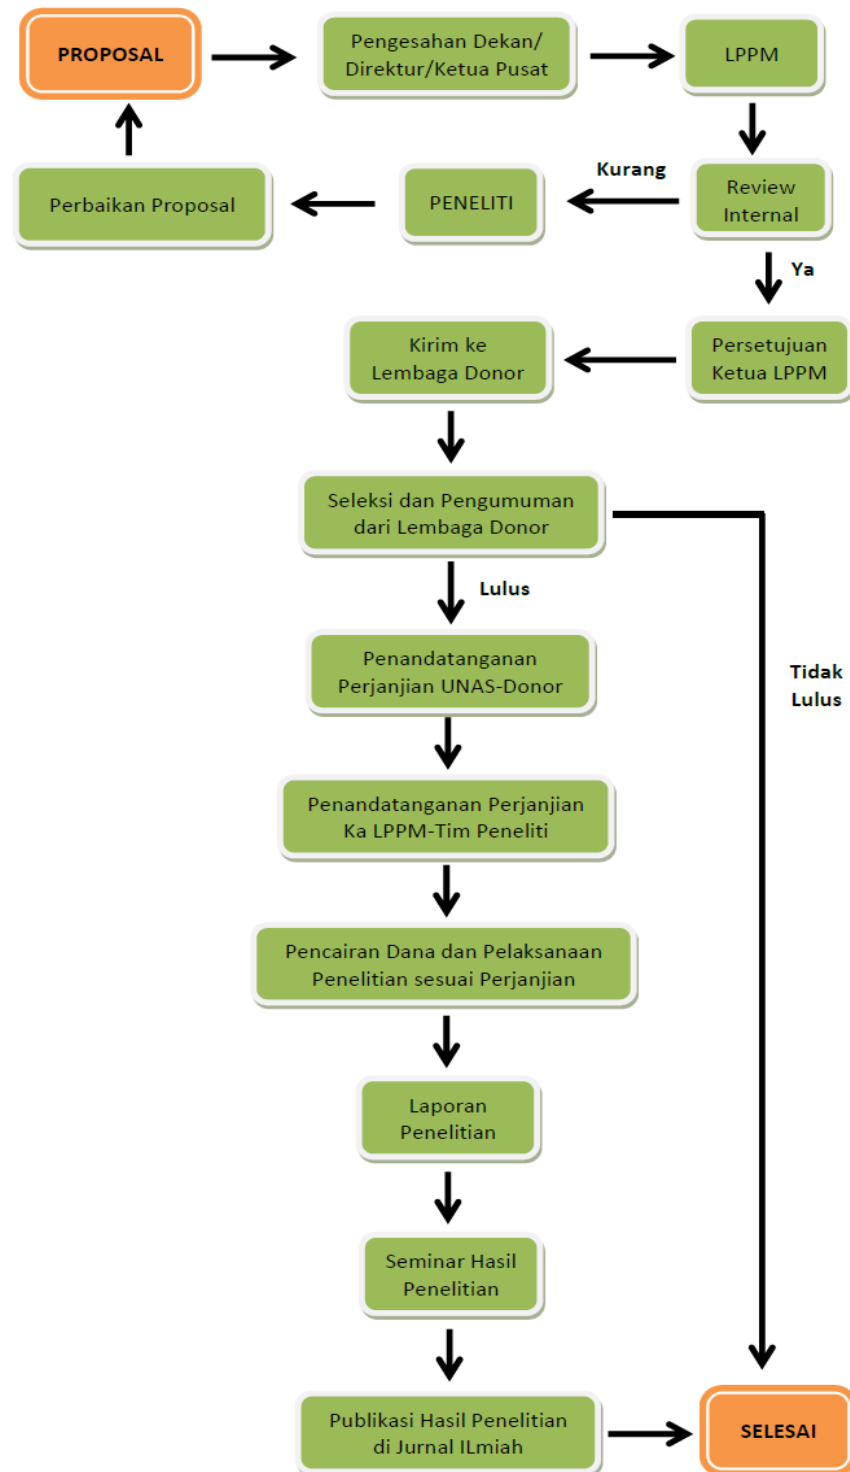 PROPOSAL
Pengesahan Dekan/
Direktur/Ketua Pusat
LPPM
Perbaikan Proposal
PENELITI
Kurang
Review
Internal
Ya
Kirim ke
Lembaga Donor
Persetujuan
Ketua LPPM
Seleksi dan Pengumuman
dari Lembaga Donor
Lulus
Penandatanganan
Perjanjian UNAS-Donor
Tidak
Lulus
Penandatanganan Perjanjian
Ka LPPM-Tim Peneliti
Pencairan Dana dan Pelaksanaan
Penelitian sesuai Perjanjian
Laporan
Penelitian
Seminar Hasil
Penelitian
Publikasi Hasil Penelitian
di Jurnal ILmiah
SELESAI